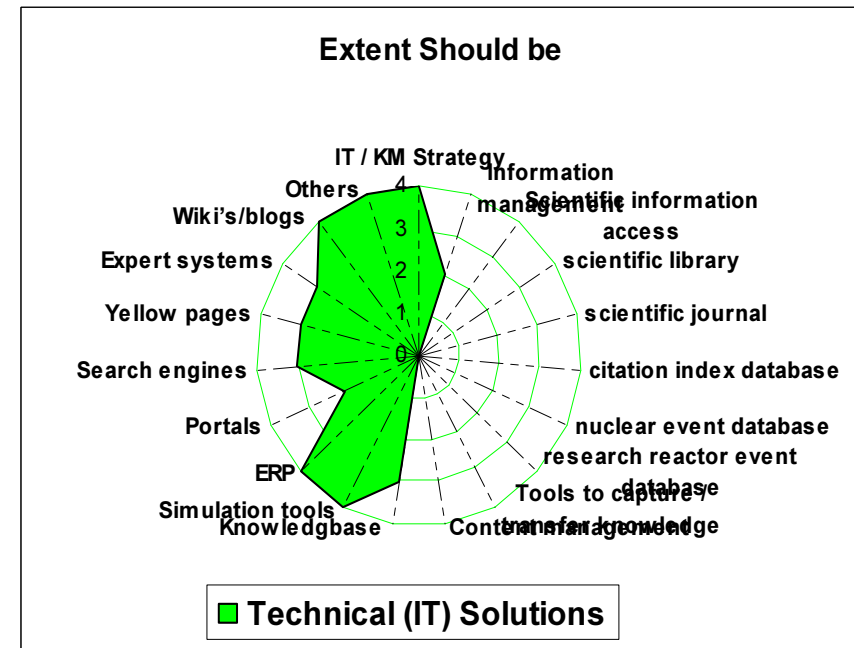 Extent Should be
IT / KM Strategy
Information
management
Scientific information
access
scientific library
scientific journal
citation index database
nuclear event database
research reactor event
database
Tools to capture /
transfer knowledge
Content management
Knowledgbase
Simulation tools
ERP
Portals
Search engines
Yellow pages
Expert systems
Wiki's/blogs
Others
4
3
2
1
0
Technical (IT) Solutions